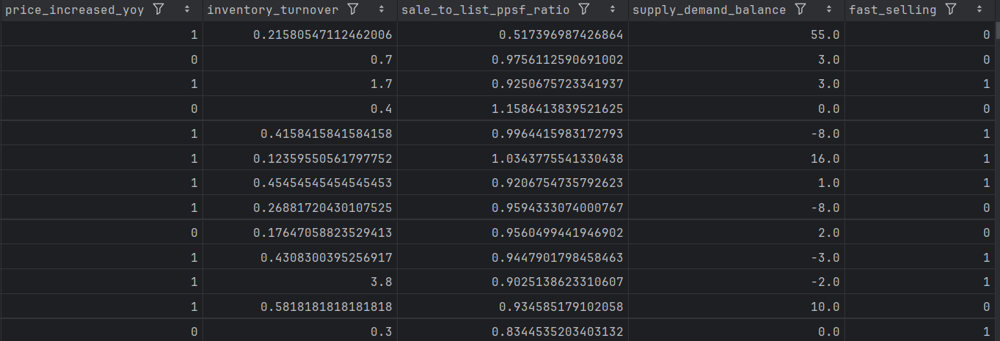 price_increased_yoy inventory_turnover sale_to_list_ppsf_ratio supply_demand_balance fast_selling
1 0.21580547112462006 0.517396987426864 55.0 0
0 0.7 0.9756112590691002 3.0 0
1 1.7 0.9250675723341937 3.0 1
0 0.4 1.1586413839521625 0.0 0
1 0.4158415841584158 0.9964415983172793 -8.0 1
1 0.12359550561797752 1.0343775541330438 16.0 1
1 0.45454545454545453 0.9206754735792623 1.0 1
1 0.26881720430107525 0.9594333074000767 -8.0 0
0 0.17647058823529413 0.9560499441946902 2.0 0
1 0.4308300395256917 0.9447901798458463 -3.0 1
1 3.8 0.9025138623310607 -2.0 1
1 0.5818181818181818 0.934585179102058 10.0 0
0 0.3 0.8344535203403132 0.0 1